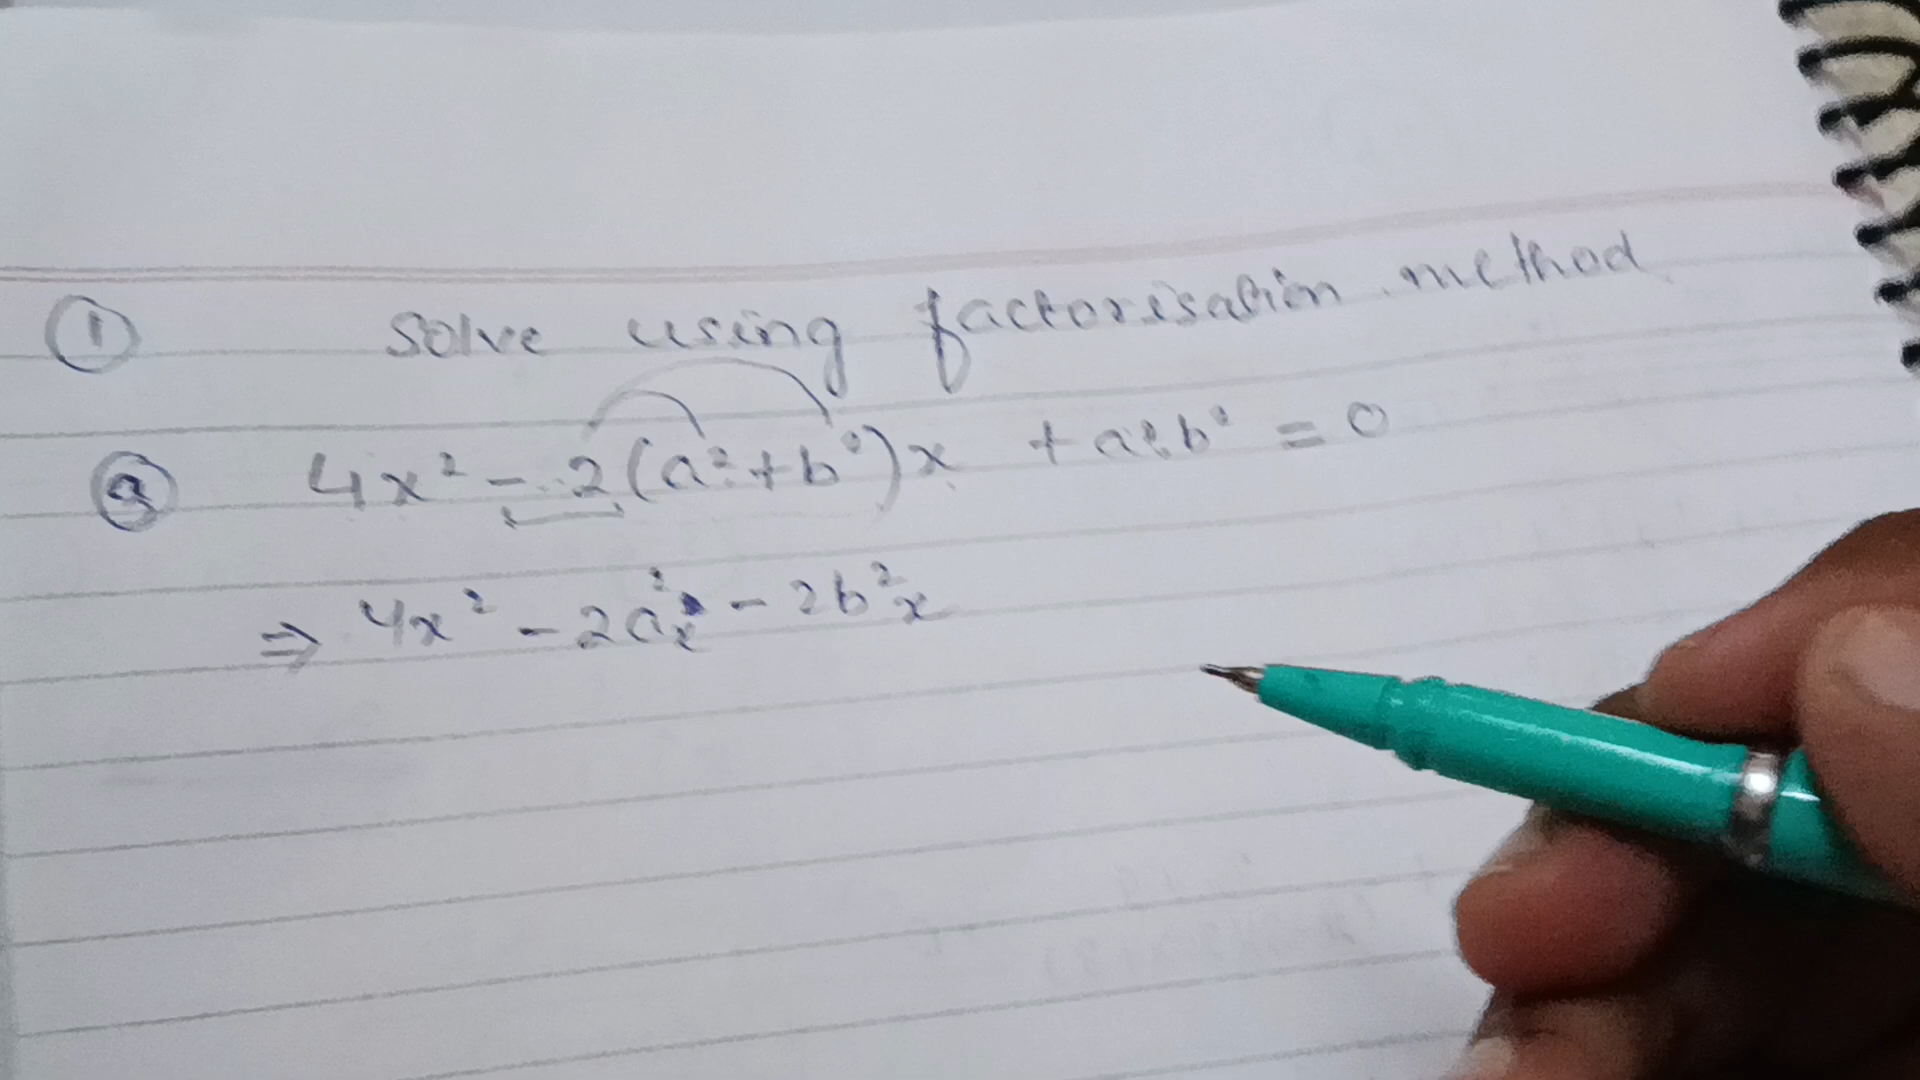 ① Solve using factorisation method
ⓐ 4x² - 2(a²+b²)x + a²b² = 0
⇒ 4x² - 2a²x - 2b²x